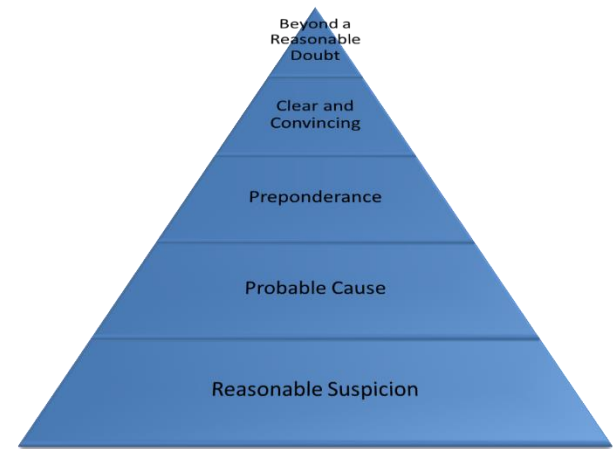 Beyond a
Reasonable
Doubt
Clear and
Convincing
Preponderance
Probable Cause
Reasonable Suspicion